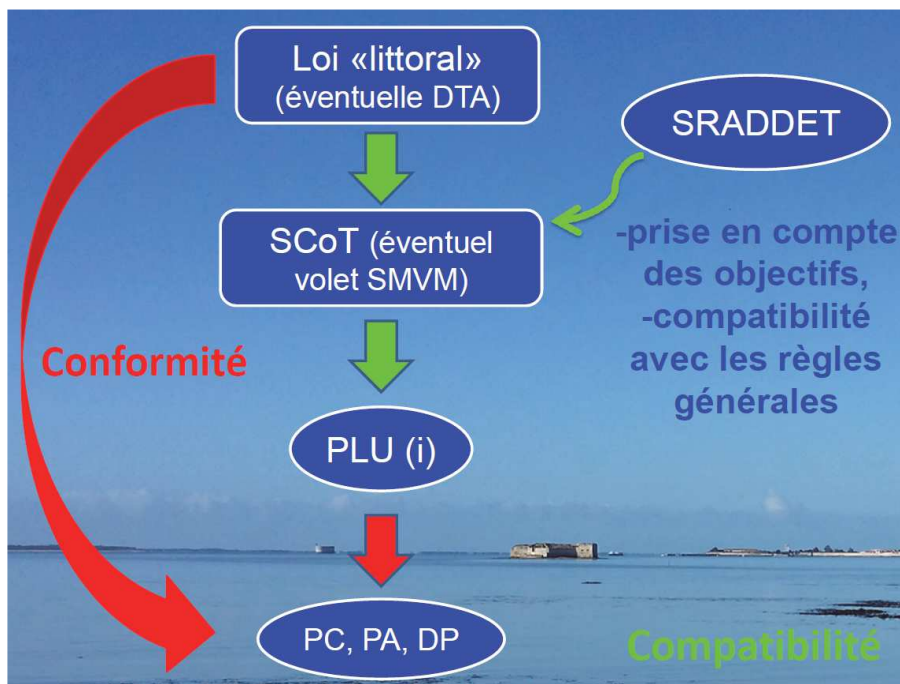 Loi «littoral»
(éventuelle DTA)
SRADDET
SCoT (éventuel
volet SMVM)
-prise en compte
des objectifs,
-compatibilité
avec les règles
générales
Conformité
PLU (i)
PC, PA, DP
Compatibilité